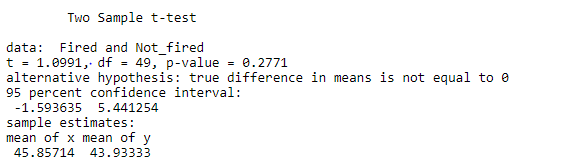 Two Sample t-test
data: Fired and Not_fired
t = 1.0991, df = 49, p-value = 0.2771
alternative hypothesis: true difference in means is not equal to 0
95 percent confidence interval:
-1.593635 5.441254
sample estimates:
mean of x mean of y
45.85714 43.93333